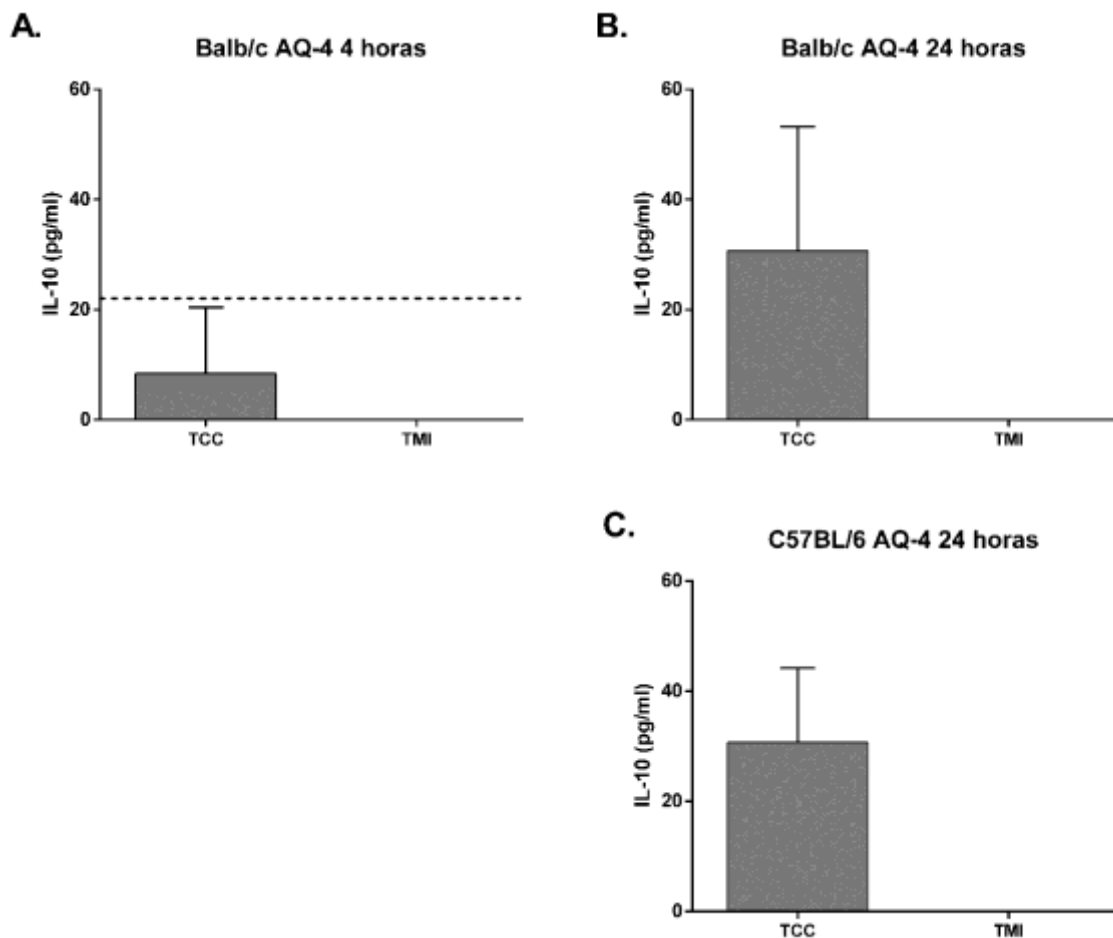 A.
Balb/c AQ-4 4 horas
IL-10 (pg/ml)
60
40
20
0
TCC
TMI
B.
Balb/c AQ-4 24 horas
IL-10 (pg/ml)
60
40
20
0
TCC
TMI
C.
C57BL/6 AQ-4 24 horas
IL-10 (pg/ml)
60
40
20
0
TCC
TMI